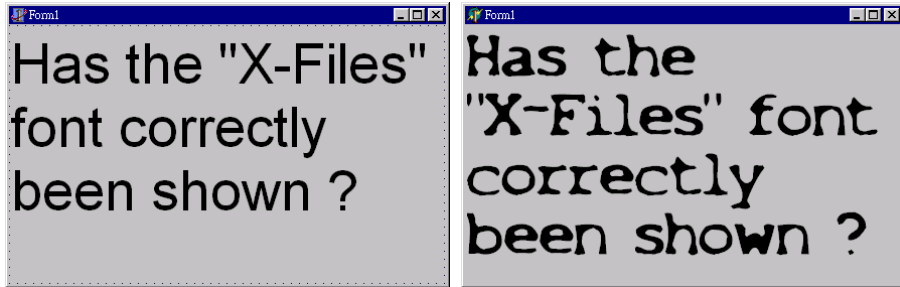 Form1
Has the "X-Files"
font correctly
been shown ?
Form1
Has the
"X-Files" font
correctly
been shown ?